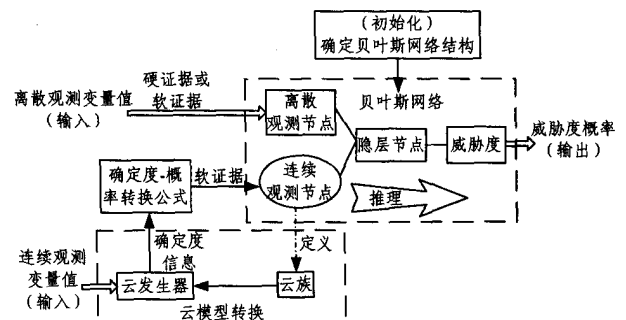 (初始化)
确定贝叶斯网络结构
硬证据或
软证据
离散观测变量值
(输入)
贝叶斯网络
离散
观测节点
隐层节点
威胁度
威胁度概率
(输出)
确定度-概
率转换公式
软证据
连续
观测节点
推理
定义
确定度
信息
连续观测
变量值
(输入)
云发生器
云族
云模型转换